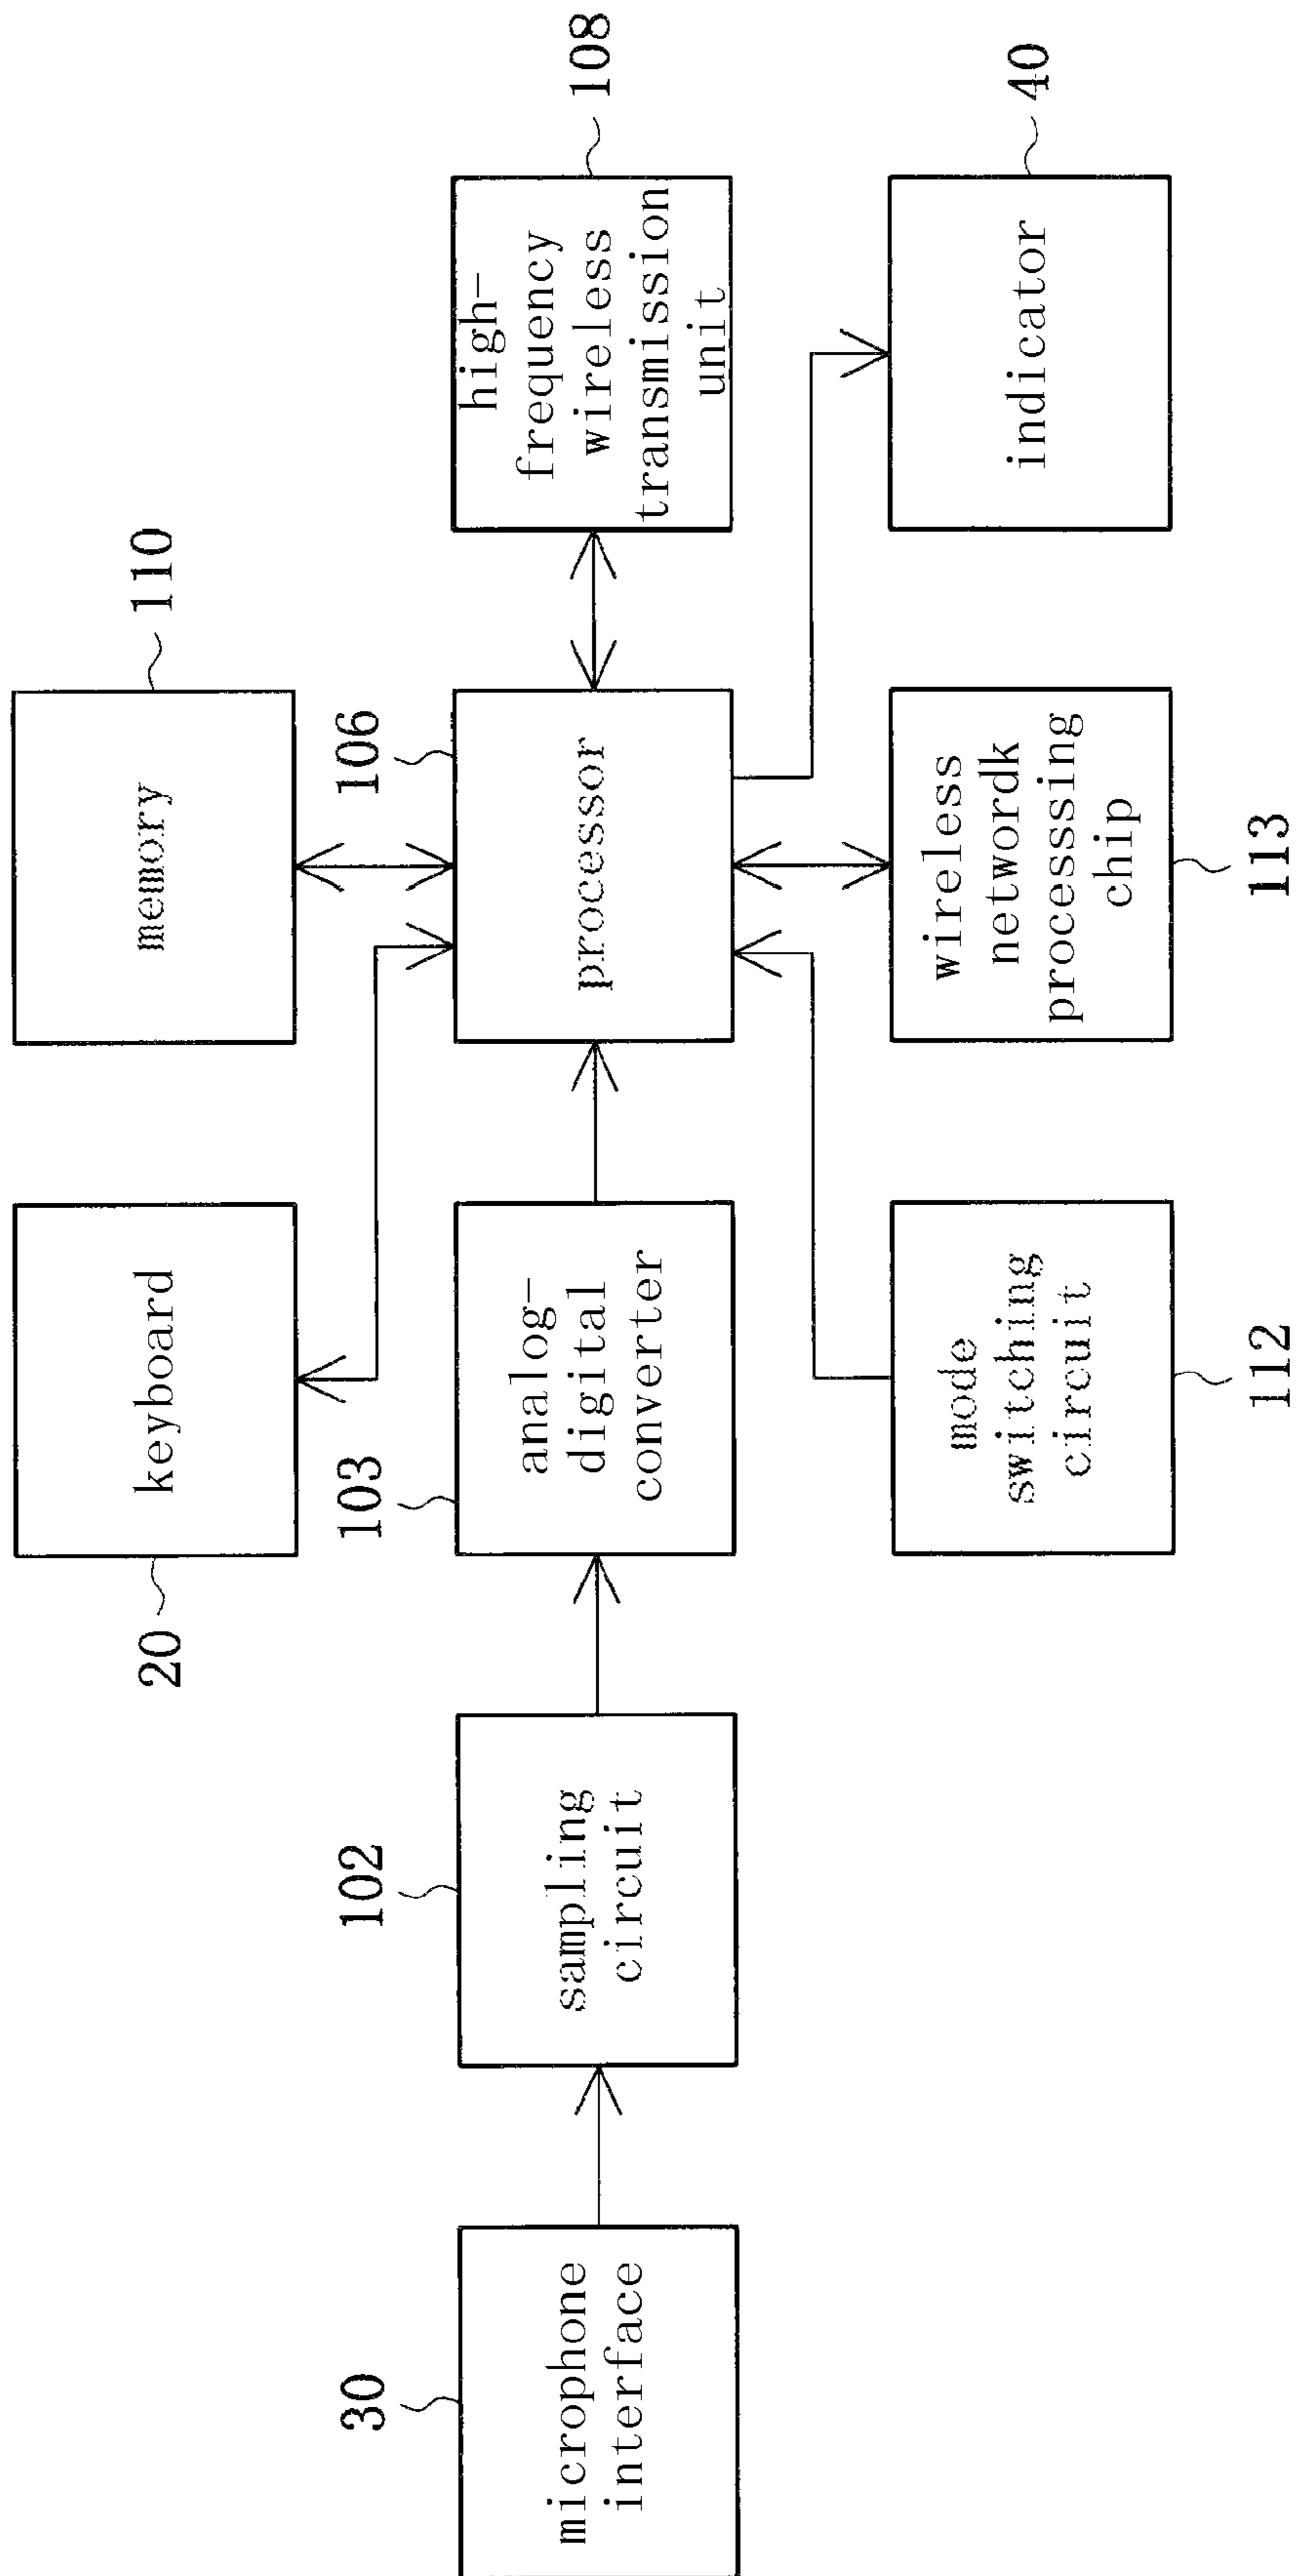 110
20
memory
keyboard
106
103
102
30
high-
frequency
wireless
transmission
unit
108
processor
analog-
digital
converter
sampling
circuit
microphone
interface
indicator
40
wireless
networdk
processsing
chip
113
mode
switching
circuit
112